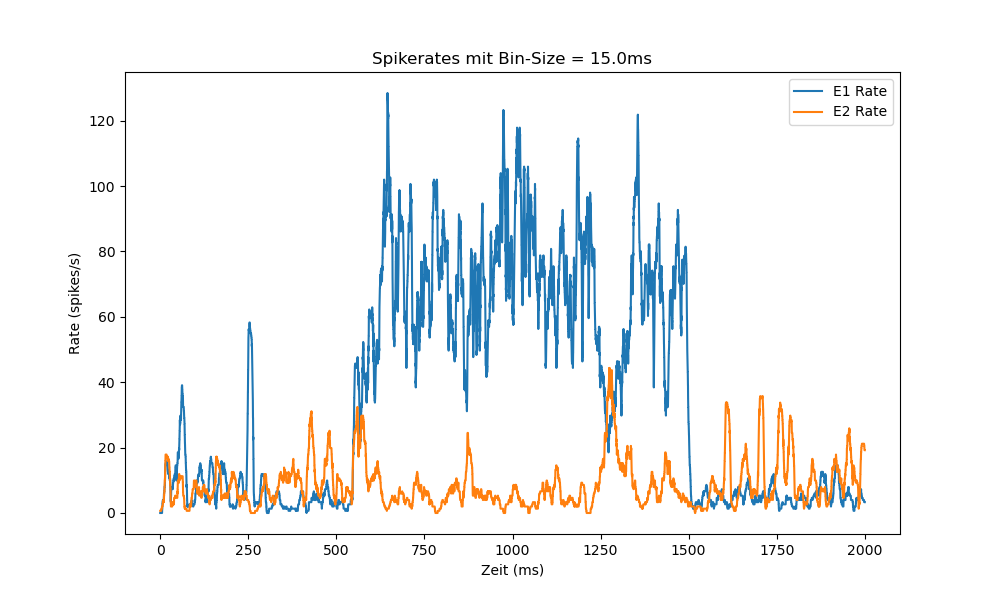 Spikerates mit Bin-Size = 15.0ms
E1 Rate
E2 Rate
Rate (spikes/s)
120
100
80
60
40
20
0
0 250 500 750 1000 1250 1500 1750 2000
Zeit (ms)